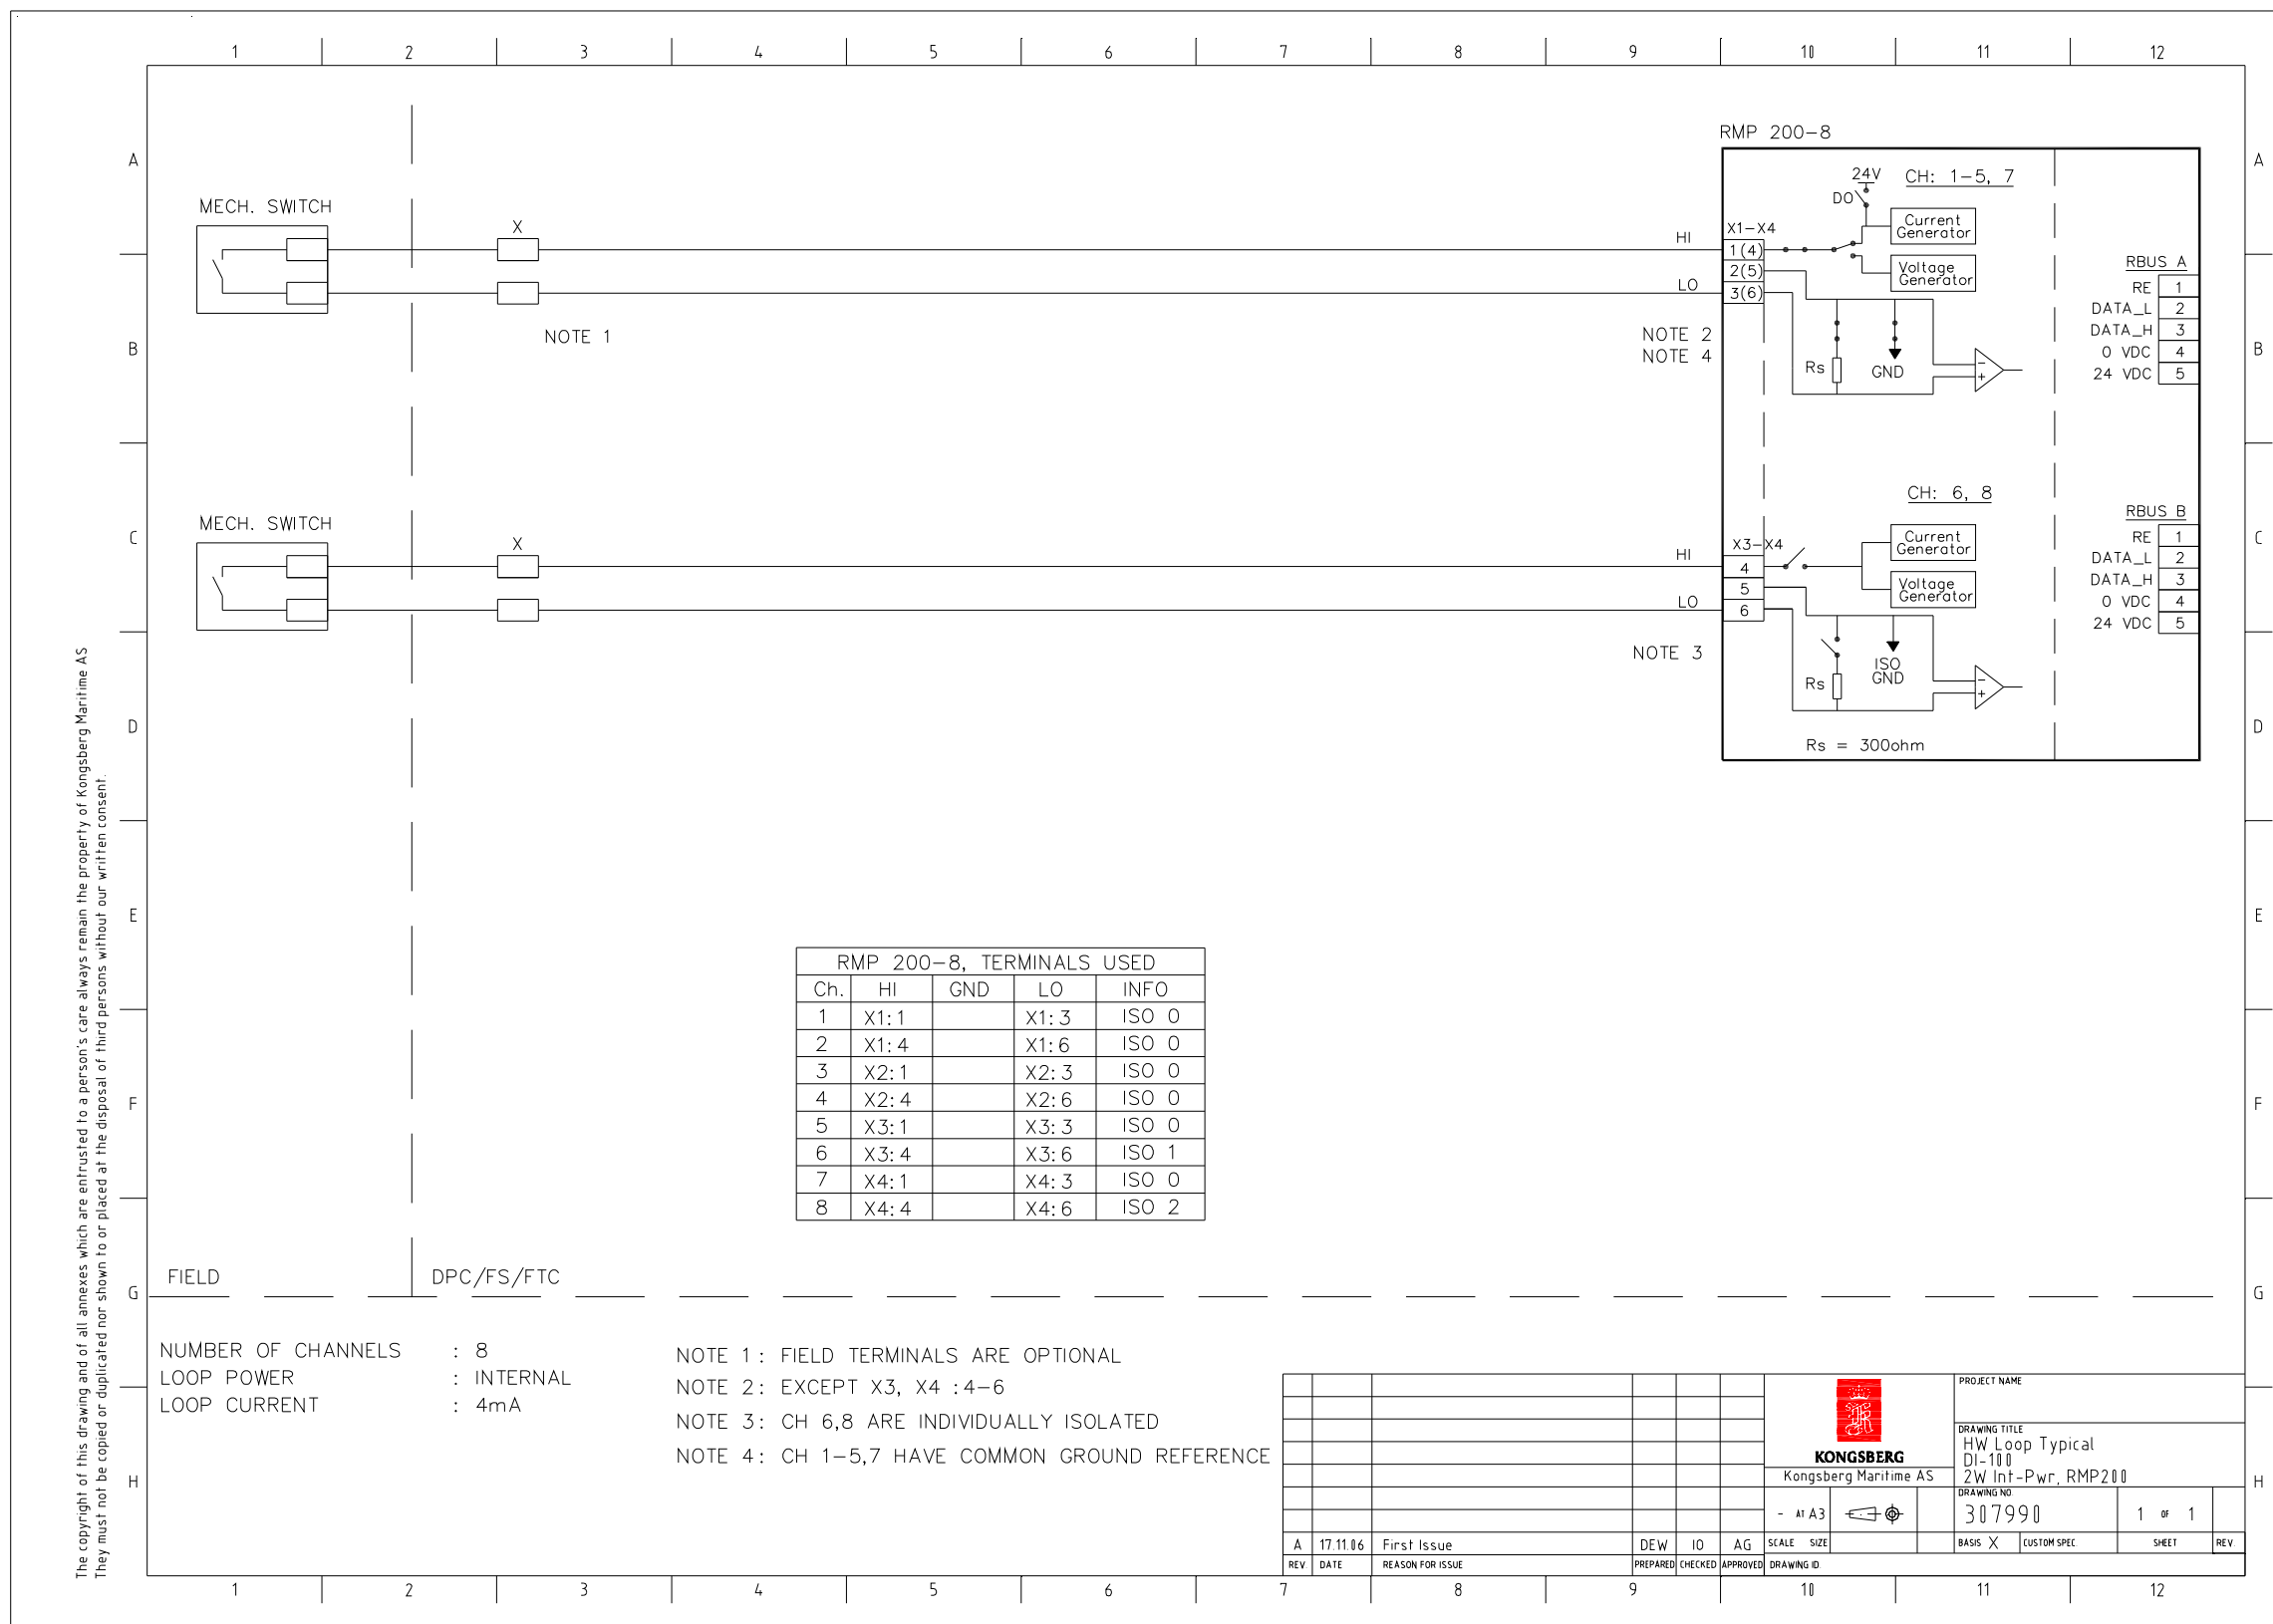 1 2 3 4 5 6 7 8 9 10 11 12
RMP 200-8
A A
24V CH: 1-5, 7
DO
MECH. SWITCH
X
HI
X1-X4
Current
Generator
1(4)
2(5)
3(6)
LO
Voltage
Generator
NOTE 1
NOTE 2
NOTE 4
Rs
GND
-
+
RBUS A
RE 1
DATA_L 2
DATA_H 3
0 VDC 4
24 VDC 5
B B
CH: 6, 8
MECH. SWITCH
X
HI
X3-X4
Current
Generator
4
5
6
LO
Voltage
Generator
NOTE 3
Rs
ISO
GND
-
+
RBUS B
RE 1
DATA_L 2
DATA_H 3
0 VDC 4
24 VDC 5
C C
Rs = 300ohm
D D
E E
RMP 200-8, TERMINALS USED
Ch. HI GND LO INFO
1 X1:1 X1:3 ISO 0
2 X1:4 X1:6 ISO 0
3 X2:1 X2:3 ISO 0
4 X2:4 X2:6 ISO 0
5 X3:1 X3:3 ISO 0
6 X3:4 X3:6 ISO 1
7 X4:1 X4:3 ISO 0
8 X4:4 X4:6 ISO 2
F F
FIELD DPC/FS/FTC
G G
NUMBER OF CHANNELS : 8
LOOP POWER : INTERNAL
LOOP CURRENT : 4mA
NOTE 1: FIELD TERMINALS ARE OPTIONAL
NOTE 2: EXCEPT X3, X4 :4-6
NOTE 3: CH 6,8 ARE INDIVIDUALLY ISOLATED
NOTE 4: CH 1-5,7 HAVE COMMON GROUND REFERENCE
H H
PROJECT NAME
KONGSBERG
Kongsberg Maritime AS
DRAWING TITLE
HW Loop Typical
DI-100
2W Int-Pwr, RMP200
DRAWING NO.
307990
1 OF 1
- AT A3
SCALE SIZE
BASIS X CUSTOM SPEC. SHEET REV.
A 17.11.06 First Issue DEW IO AG
REV. DATE REASON FOR ISSUE PREPARED CHECKED APPROVED DRAWING ID.
1 2 3 4 5 6 7 8 9 10 11 12
The copyright of this drawing and of all annexes which are entrusted to a person's care always remain the property of Kongsberg Maritime AS
They must not be copied or duplicated nor shown to or placed at the disposal of third persons without our written consent.